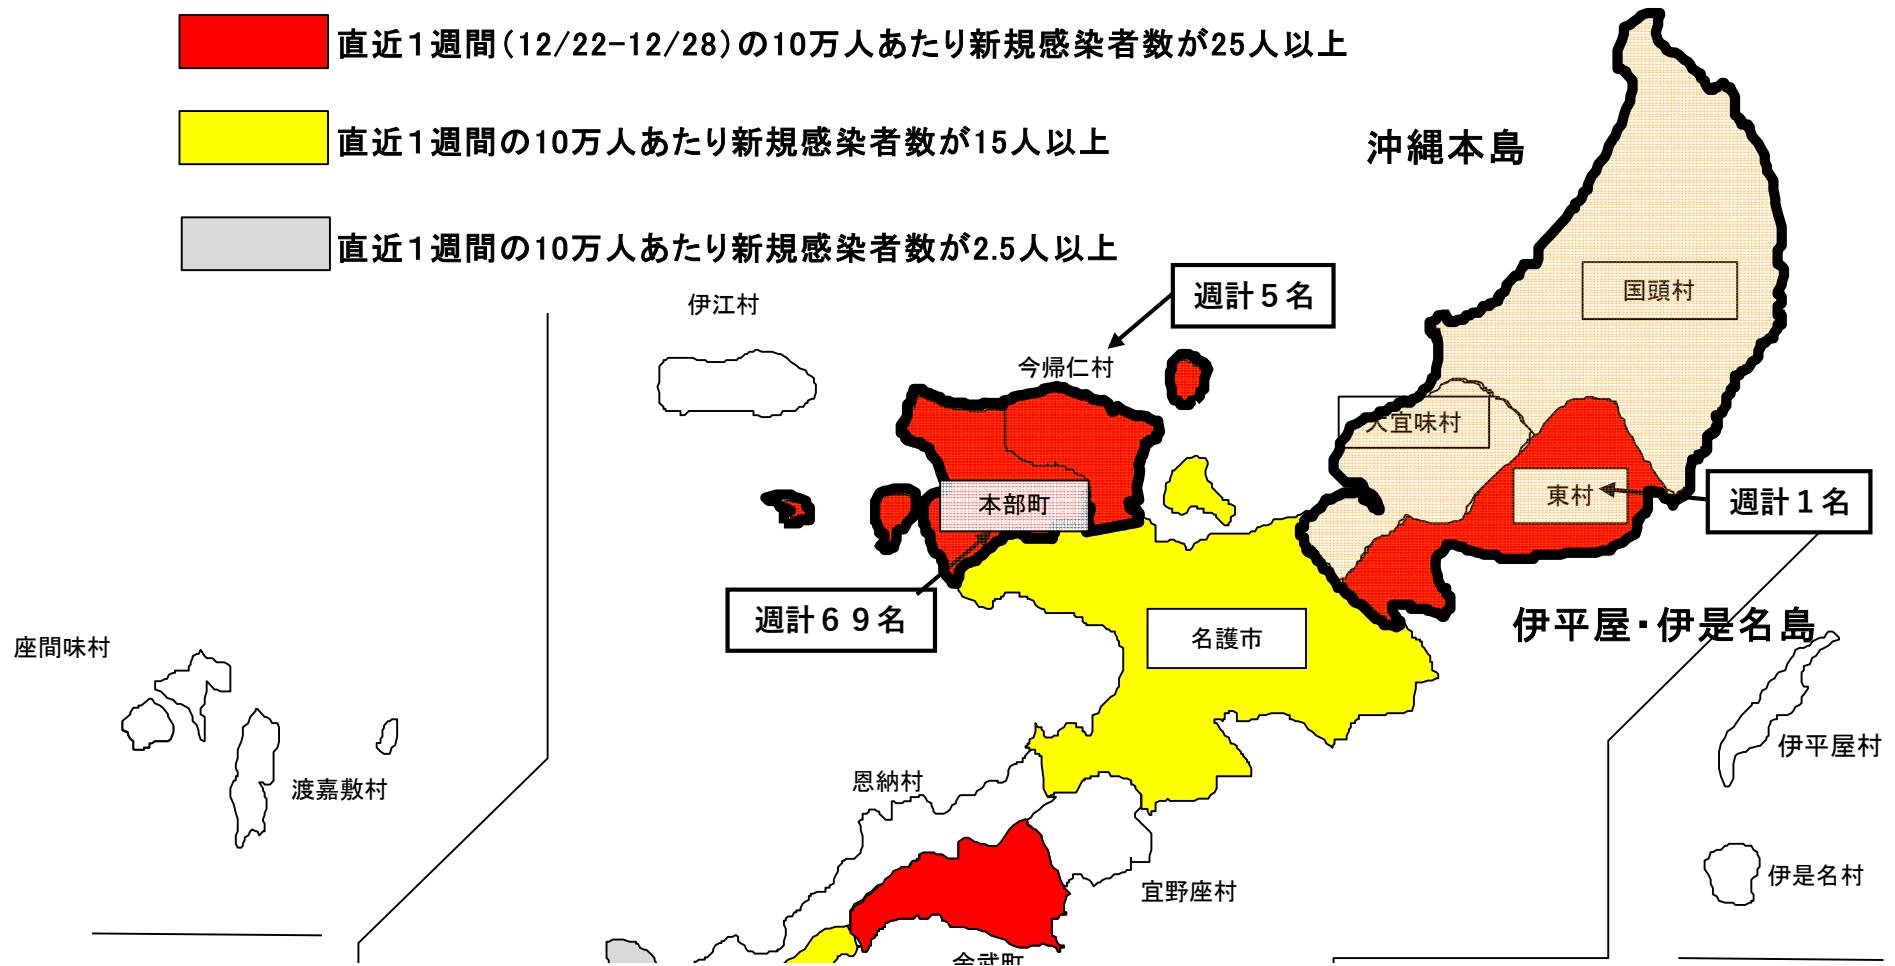 直近1週間(12/22-12/28)の10万人あたり新規感染者数が25人以上
直近1週間の10万人あたり新規感染者数が15人以上
沖縄本島
直近1週間の10万人あたり新規感染者数が2.5人以上
伊江村
週計5名
国頭村
今帰仁村
大宜味村
本部町
東村
週計1名
週計69名
名護市
伊平屋・伊是名島
座間味村
渡嘉敷村
恩納村
伊平屋村
宜野座村
伊是名村
金武町